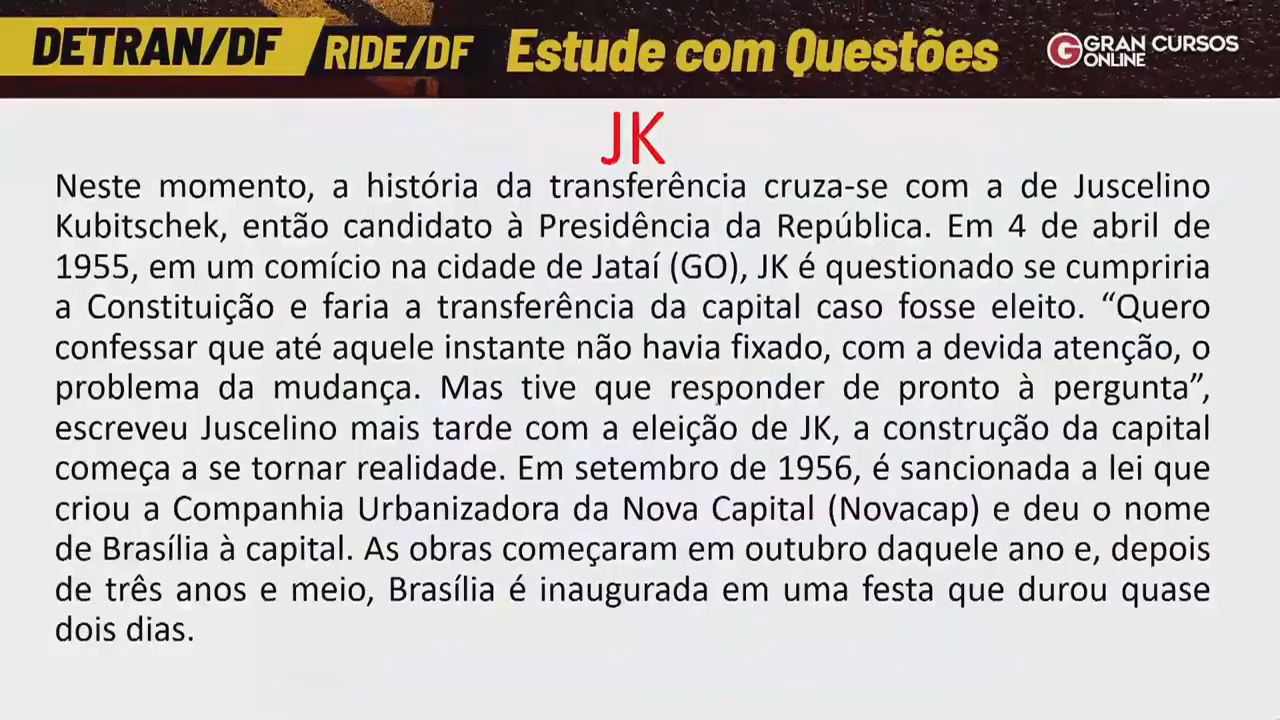 DETRAN/DF RIDE/DF Estude com Questões G GRAN CURSOS
ONLINE
JK
Neste momento, a história da transferência cruza-se com a de Juscelino
Kubitschek, então candidato à Presidência da República. Em 4 de abril de
1955, em um comício na cidade de Jataí (GO), JK é questionado se cumpriria
a Constituição e faria a transferência da capital caso fosse eleito. “Quero
confessar que até aquele instante não havia fixado, com a devida atenção, o
problema da mudança. Mas tive que responder de pronto à pergunta”,
escreveu Juscelino mais tarde com a eleição de JK, a construção da capital
começa a se tornar realidade. Em setembro de 1956, é sancionada a lei que
criou a Companhia Urbanizadora da Nova Capital (Novacap) e deu o nome
de Brasília à capital. As obras começaram em outubro daquele ano e, depois
de três anos e meio, Brasília é inaugurada em uma festa que durou quase
dois dias.